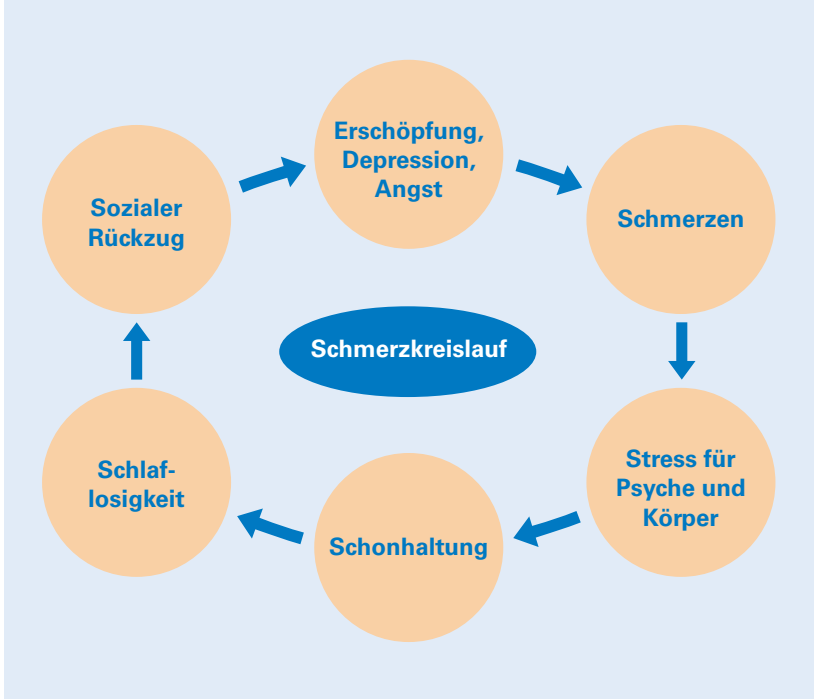 Erschöpfung,
Depression,
Angst
Schmerzen
Stress für
Psyche und
Körper
Schonhaltung
Schlaf-
losigkeit
Sozialer
Rückzug
Schmerzkreislauf